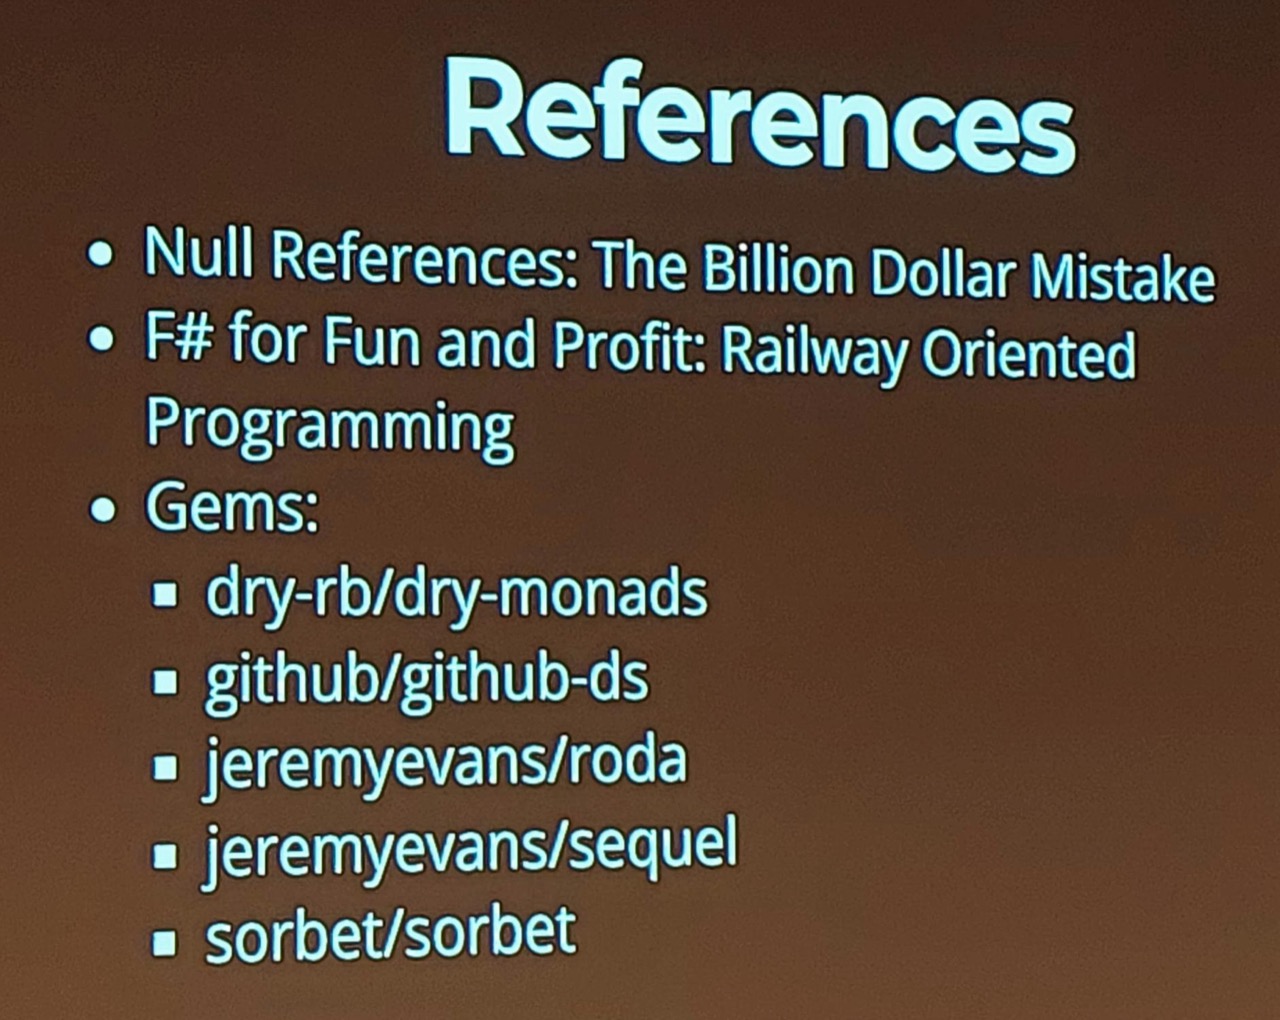 References
Null References: The Billion Dollar Mistake
F# for Fun and Profit: Railway Oriented
Programming
Gems:
dry-rb/dry-monads
github/github-ds
jeremyevans/roda
jeremyevans/sequel
sorbet/sorbet